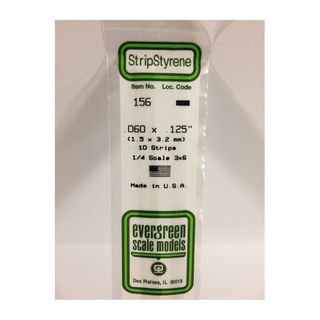 StripStyrene
Item No. Loc. Code
156
.060 x .125"
(1.5 x 3.2 mm)
10 Strips
1/4 Scale 3x6
Made in U.S.A.
evergreen
scale models
Des Plaines, IL 60018